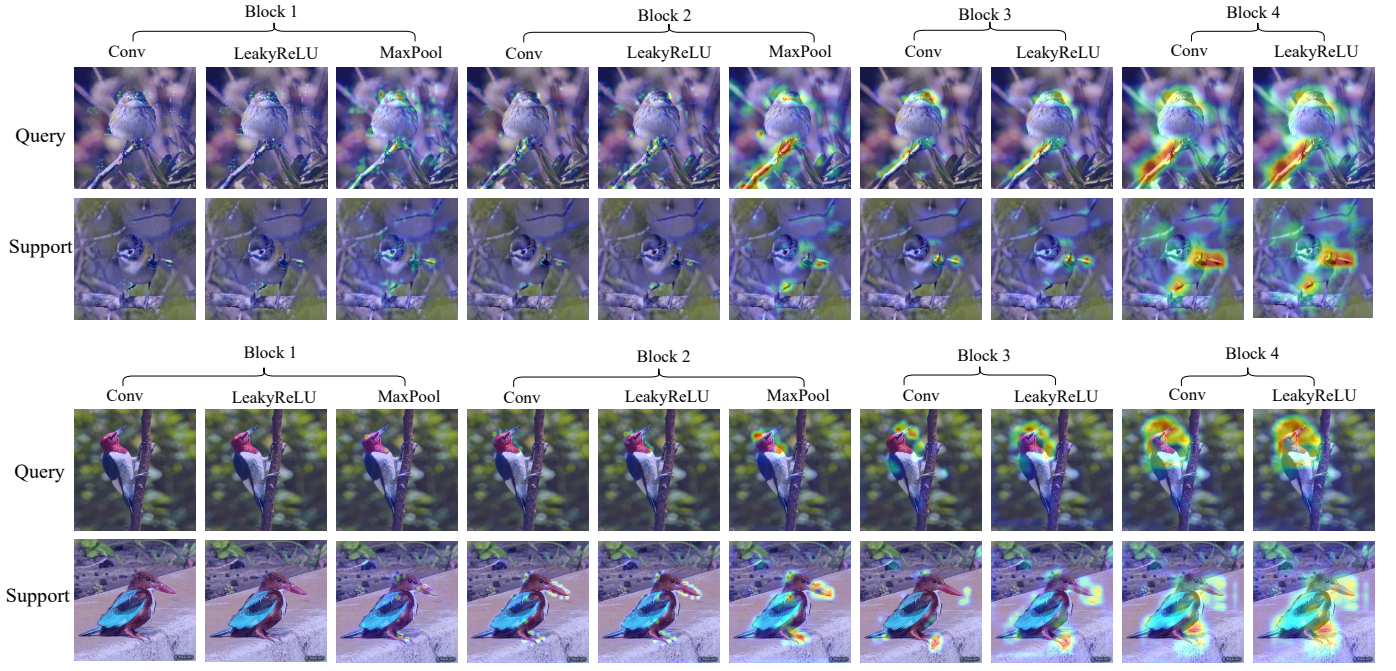 Block 1 Block 2 Block 3 Block 4
Conv LeakyReLU MaxPool Conv LeakyReLU MaxPool Conv LeakyReLU Conv LeakyReLU
Query
Support
Block 1 Block 2 Block 3 Block 4
Conv LeakyReLU MaxPool Conv LeakyReLU MaxPool Conv LeakyReLU Conv LeakyReLU
Query
Support